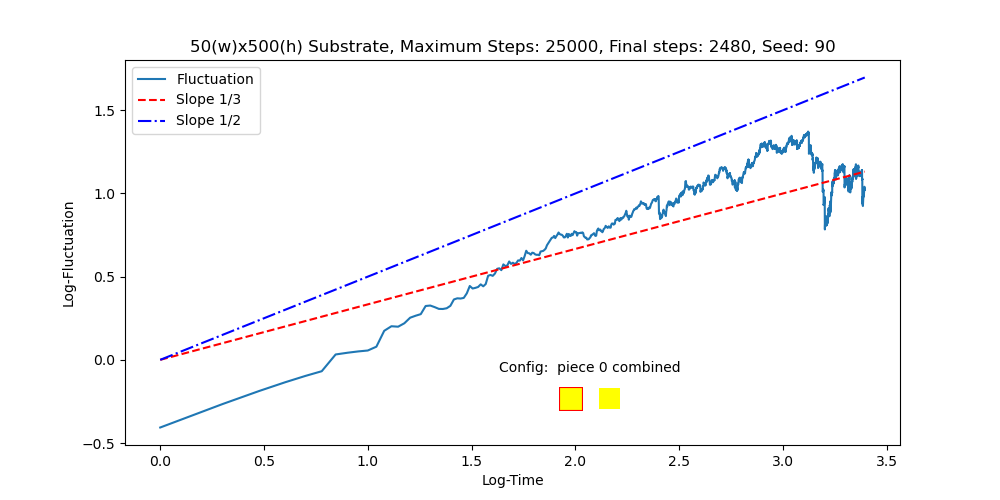 50(w)x500(h) Substrate, Maximum Steps: 25000, Final steps: 2480, Seed: 90
Fluctuation
Slope 1/3
Slope 1/2
Log-Fluctuation
1.5
1.0
0.5
0.0
−0.5
Config:  piece 0 combined
0.0 0.5 1.0 1.5 2.0 2.5 3.0 3.5
Log-Time